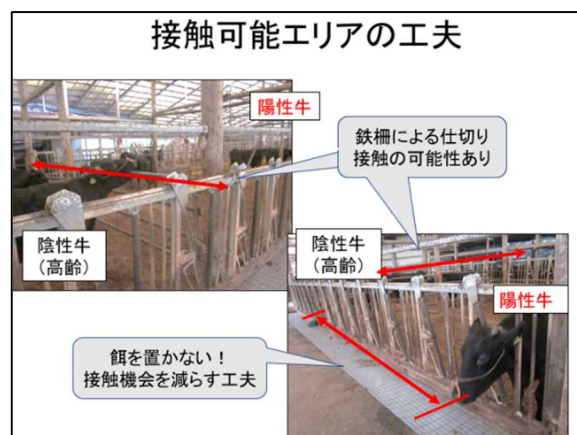 接触可能エリアの工夫
陽性牛
鉄柵による仕切り
接触の可能性あり
陰性牛
（高齢）
陰性牛
（高齢）
陽性牛
餌を置かない！
接触機会を減らす工夫